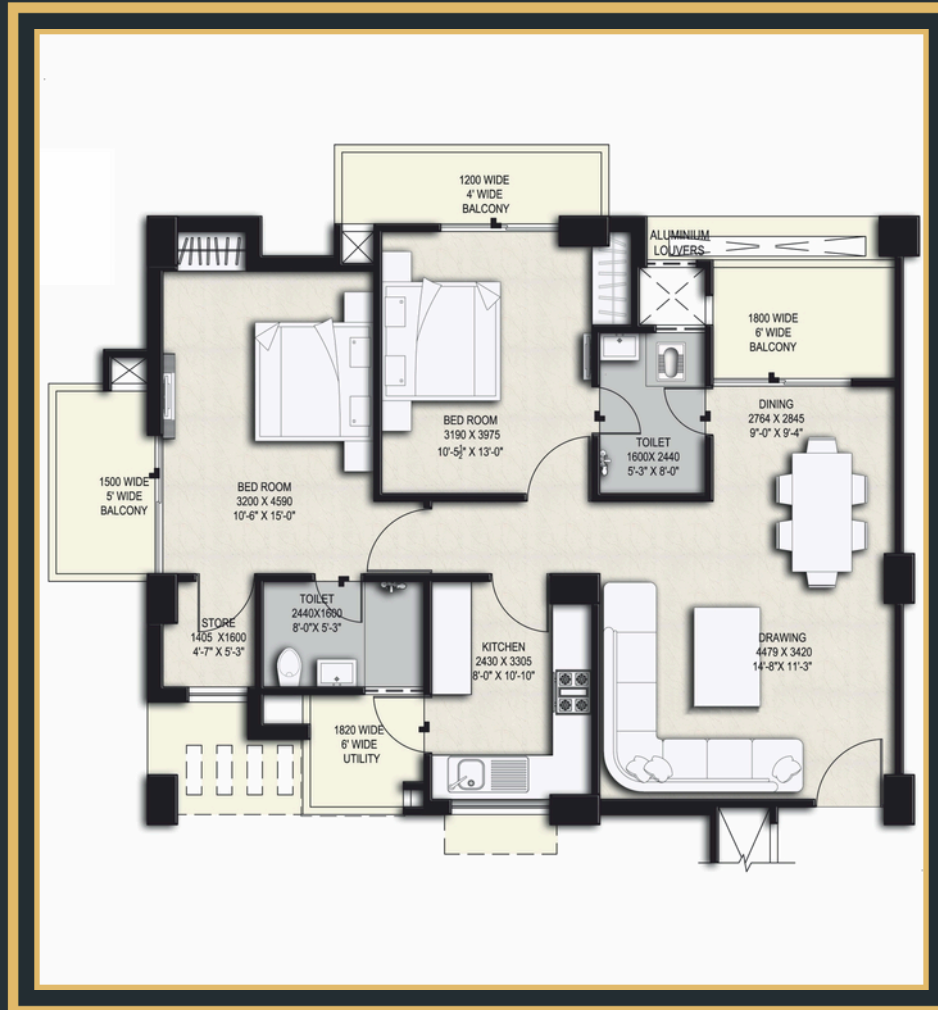 1200 WIDE
4' WIDE
BALCONY
ALUMINIUM
LOUVERS
1800 WIDE
6' WIDE
BALCONY
DINING
2764 X 2845
9"-0" X 9'-4"
BED ROOM
3190 X 3975
10'-5½" X 13'-0"
TOILET
1600X 2440
5'-3" X 8'-0"
1500 WIDE
5' WIDE
BALCONY
BED ROOM
3200 X 4590
10'-6" X 15'-0"
TOILET
2440X1600
8'-0"X 5'-3"
STORE
1405 X1600
4'-7" X 5'-3"
KITCHEN
2430 X 3305
8'-0" X 10'-10"
DRAWING
4479 X 3420
14'-8"X 11'-3"
1820 WIDE
6' WIDE
UTILITY